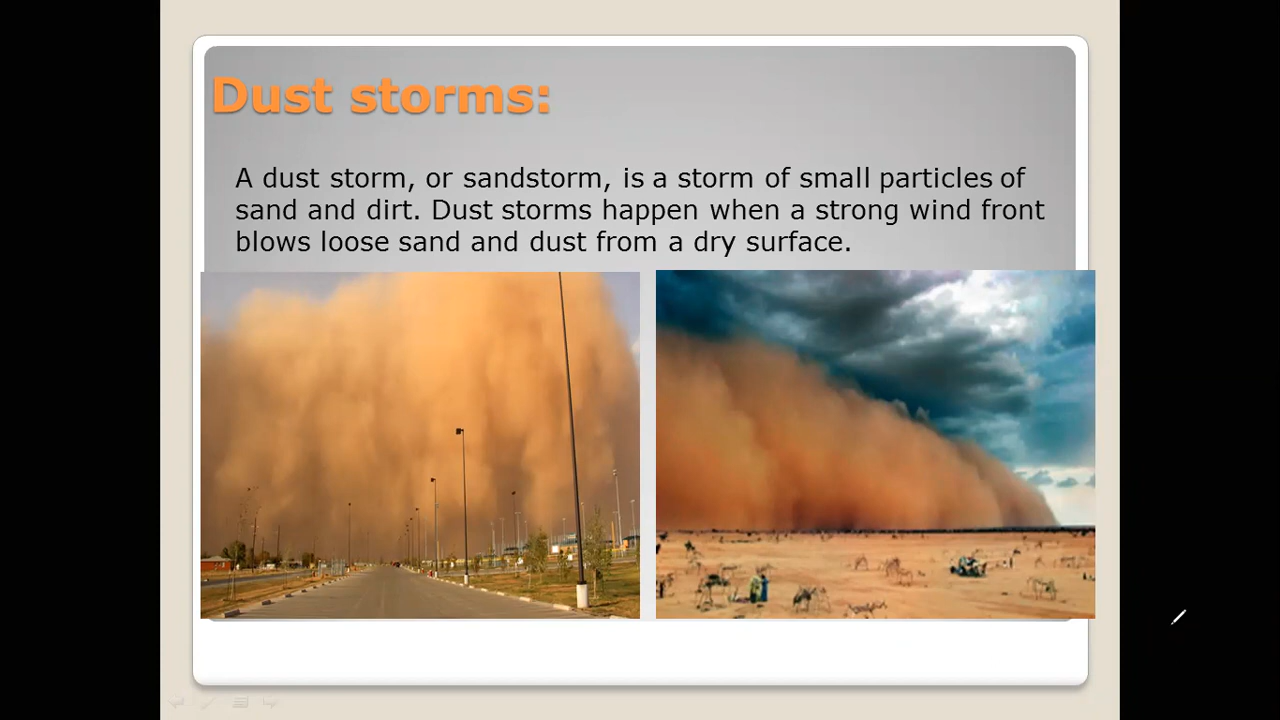 Dust storms:
A dust storm, or sandstorm, is a storm of small particles of
sand and dirt. Dust storms happen when a strong wind front
blows loose sand and dust from a dry surface.